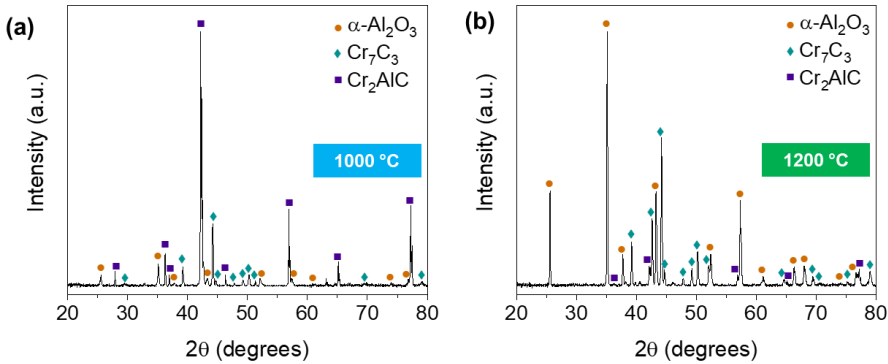 (a)
Intensity (a.u.)
α-Al₂O₃
Cr₇C₃
Cr₂AlC
1000 °C
20 30 40 50 60 70 80
2θ (degrees)
(b)
Intensity (a.u.)
α-Al₂O₃
Cr₇C₃
Cr₂AlC
1200 °C
20 30 40 50 60 70 80
2θ (degrees)